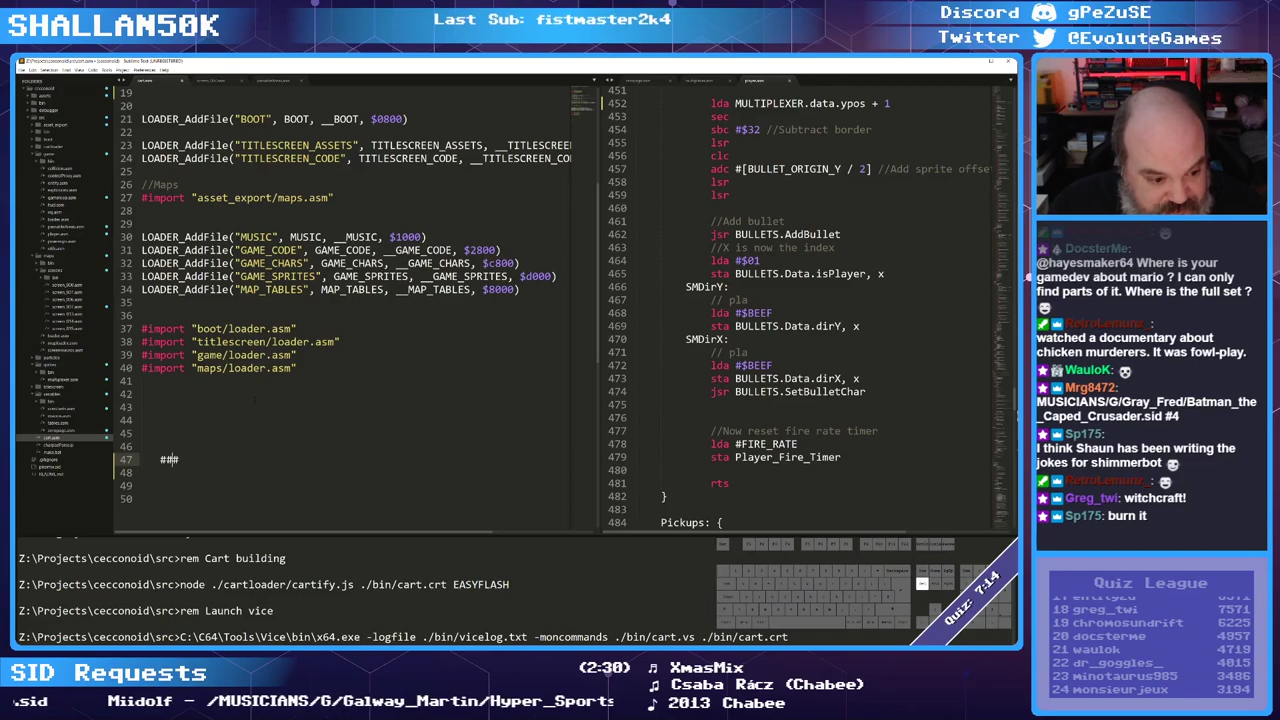 SHALLAN50K
Last Sub: fistmaster2k4
Discord gPeZuSE
Twitter @EvoluteGames
19
20
21 LOADER_AddFile("BOOT", BOOT, __BOOT, $0800)
22
23 LOADER_AddFile("TITLESCREEN_ASSETS", TITLESCREEN_ASSETS, __TITLESCREEN_
24 LOADER_AddFile("TITLESCREEN_CODE", TITLESCREEN_CODE, __TITLESCREEN_COD
25
26 //Maps
27 #import "asset_export/maps.asm"
28
29
30 LOADER_AddFile("MUSIC", MUSIC, __MUSIC, $1000)
31 LOADER_AddFile("GAME_CODE", GAME_CODE, __GAME_CODE, $2800)
32 LOADER_AddFile("GAME_CHARS", GAME_CHARS, __GAME_CHARS, $c800)
33 LOADER_AddFile("GAME_SPRITES", GAME_SPRITES, __GAME_SPRITES, $d000)
34 LOADER_AddFile("MAP_TABLES", MAP_TABLES, __MAP_TABLES, $8000)
35
36
37 #import "boot/loader.asm"
38 #import "titlescreen/loader.asm"
39 #import "game/loader.asm"
40 #import "maps/loader.asm"
41
42
43
44
45
46
47 ###
48
49
50
451
452 lda MULTIPLEXER.data.ypos + 1
453 sec
454 sbc #$32 //Subtract border
455 lsr
456 clc
457 adc #[BULLET_ORIGIN_Y / 2] //Add sprite offse
458 lsr
459 lsr
460
461 //Add bullet
462 jsr BULLETS.AddBullet
463 //X is now the index
464 lda #$01
465 sta BULLETS.Data.isPlayer, x
466 SMDirY:
467 // pla
468 lda #$BEEF
469 sta BULLETS.Data.dirY, x
470 SMDirX:
471 // pla
472 lda #$BEEF
473 sta BULLETS.Data.dirX, x
474 jsr BULLETS.SetBulletChar
475
476
477 //Now reset fire rate timer
478 lda #FIRE_RATE
479 sta Player_Fire_Timer
480
481 rts
482 }
483
484 Pickups: {
Z:\Projects\cecconoid\src>rem Cart building
Z:\Projects\cecconoid\src>node ./cartloader/cartify.js ./bin/cart.crt EASYFLASH
Z:\Projects\cecconoid\src>rem Launch vice
Z:\Projects\cecconoid\src>C:\C64\Tools\Vice\bin\x64.exe -logfile ./bin/vicelog.txt -moncommands ./bin/cart.vs ./bin/cart.crt
Quiz: 7:14
DocsterMe:
@hayesmaker64 Where is your
gamedev about mario ? I can only
find parts of it. Where is the full set ?
RetroLemunz_:
watched a documentary about
chicken murderers. It was fowl-play.
WauloK:
Mrg8472:
MUSICIANS/G/Gray_Fred/Batman_the
_Caped_Crusader.sid #4
Sp175:
I think Shaun has been writing the
jokes for shimmerbot
RetroLemunz_:
Greg_twi: witchcraft!
Sp175: burn it
Quiz League
18 greg_twi 7571
19 chromosundrift 6225
20 docsterme 4957
21 waulok 4719
22 dr_goggles_ 4015
23 minotaurus985 3486
24 monsieurjeux 3194
SID Requests
.sid Miidolf - /MUSICIANS/G/Galway_Martin/Hyper_Sports
(2:30) XmasMix
Csaba Rácz (Chabee)
2013 Chabee